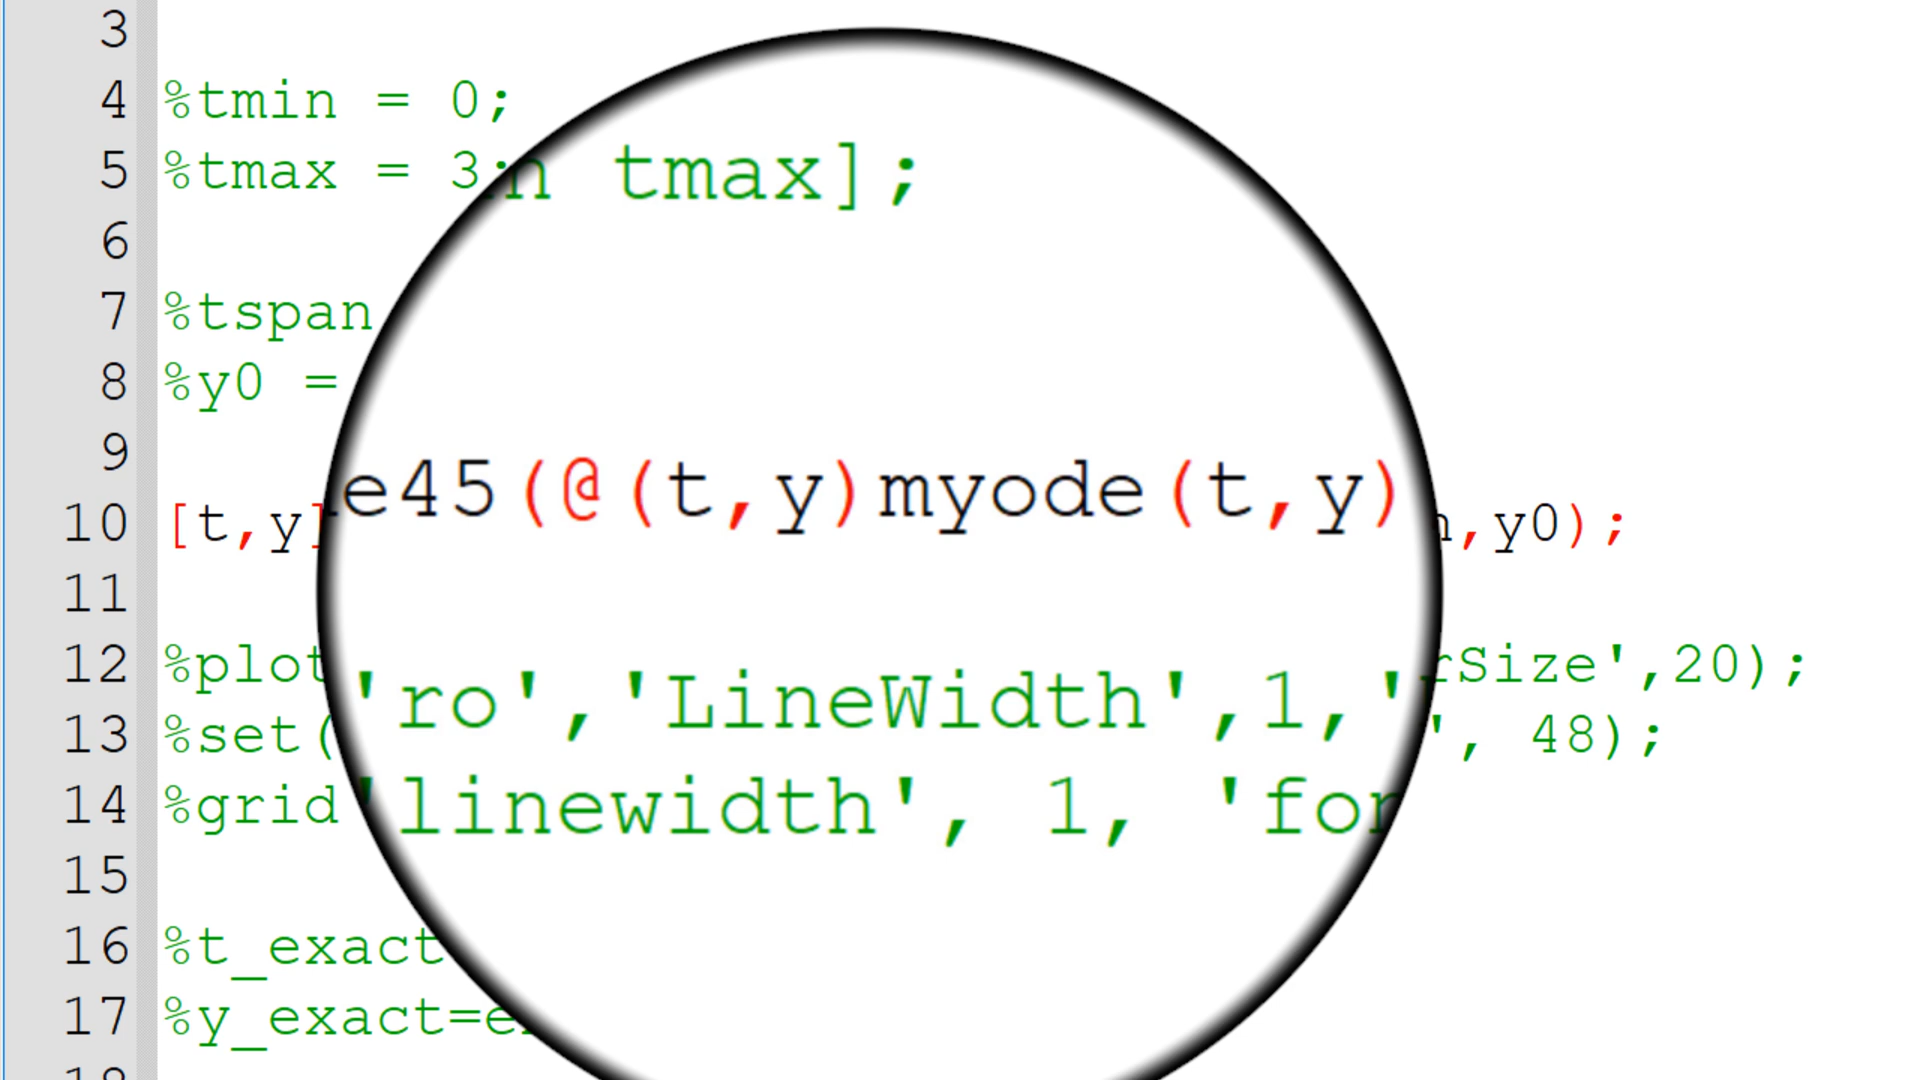 3
4 %tmin = 0;
5 %tmax = 3
n tmax];
6
7 %tspan
8 %y0 =
9
e45(@(t,y)myode(t,y)
10 [t,y] ,y0);
11
12 %plot rSize',20);
'ro','LineWidth',1,'
13 %set( ', 48);
14 %grid
'linewidth', 1, 'fon
15
16 %t_exact
17 %y_exact=e
18